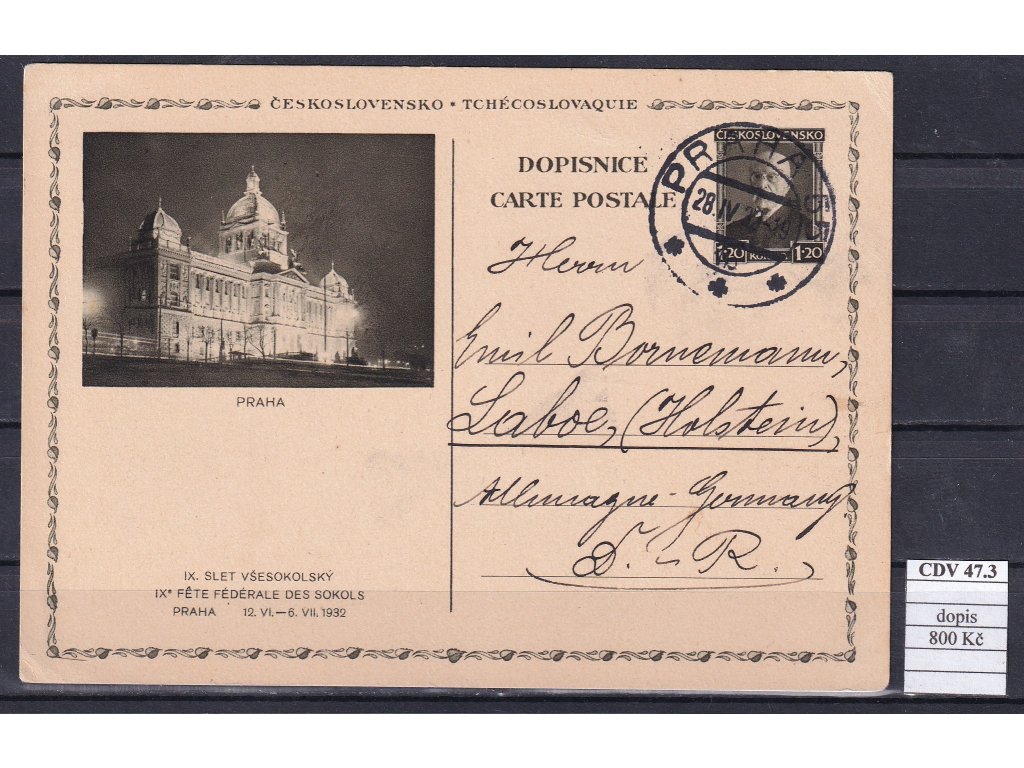 ČESKOSLOVENSKO • TCHÉCOSLOVAQUIE
DOPISNICE
CARTE POSTALE
ČESKOSLOVENSKO
1·20 1·20
PRAHA
28.IV
Herrn
Emil Bornemann,
Laboe, (Holstein),
Allemagne-Germany.
D.-R.
PRAHA
IX. SLET VŠESOKOLSKÝ
IXᵉ FÊTE FÉDÉRALE DES SOKOLS
PRAHA 12. VI.—6. VII. 1932
CDV 47.3
dopis
800 Kč